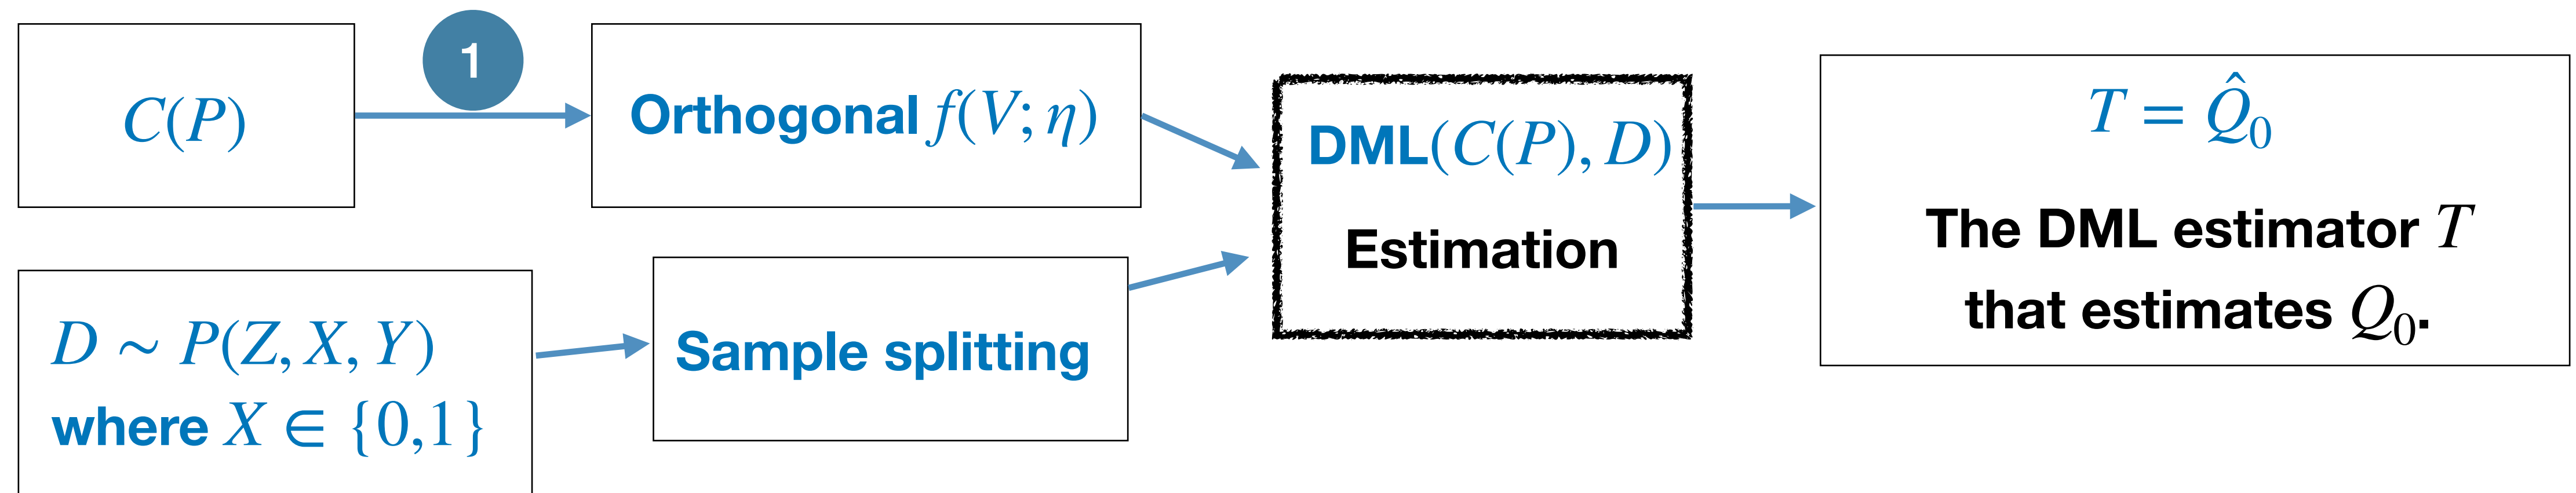 C(P)
1
Orthogonal f(V; η)
D ∼ P(Z, X, Y)
where X ∈ {0,1}
Sample splitting
DML(C(P), D)
Estimation
T = Q̂₀
The DML estimator T
that estimates Q₀.